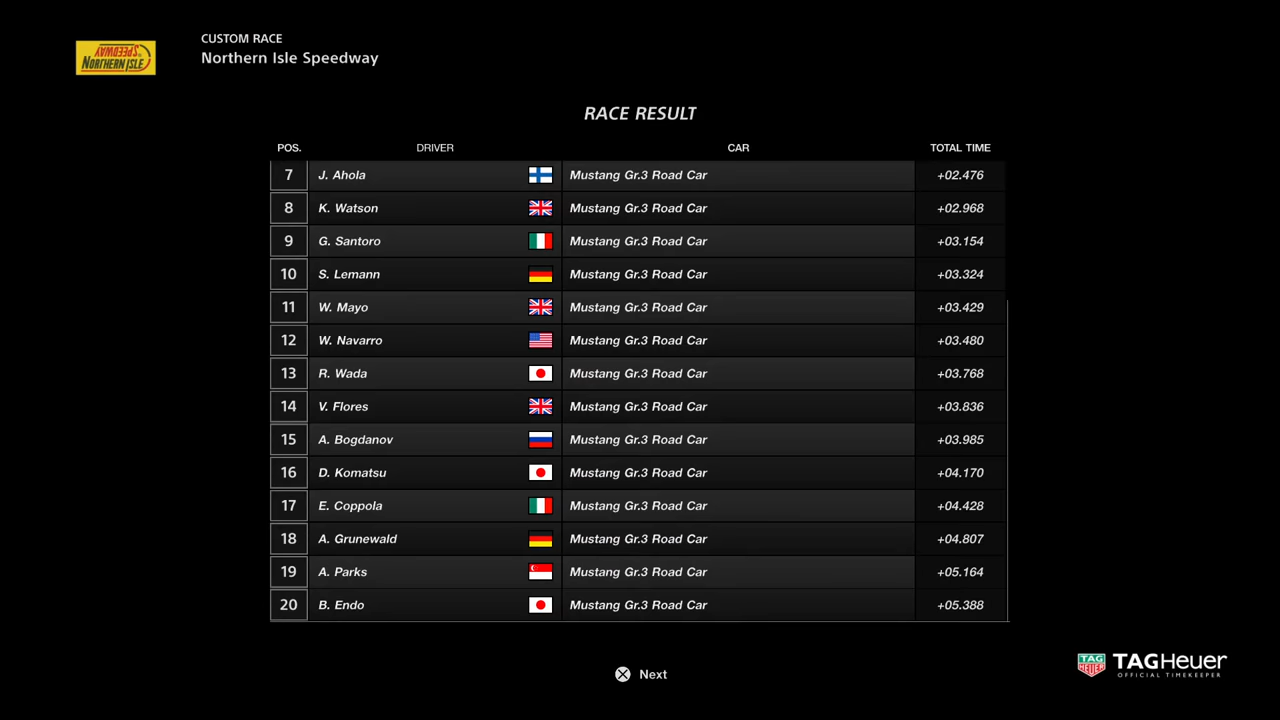 SPEEDWAY
NORTHERN ISLE
CUSTOM RACE
Northern Isle Speedway
RACE RESULT
POS. DRIVER CAR TOTAL TIME
7 J. Ahola Mustang Gr.3 Road Car +02.476
8 K. Watson Mustang Gr.3 Road Car +02.968
9 G. Santoro Mustang Gr.3 Road Car +03.154
10 S. Lemann Mustang Gr.3 Road Car +03.324
11 W. Mayo Mustang Gr.3 Road Car +03.429
12 W. Navarro Mustang Gr.3 Road Car +03.480
13 R. Wada Mustang Gr.3 Road Car +03.768
14 V. Flores Mustang Gr.3 Road Car +03.836
15 A. Bogdanov Mustang Gr.3 Road Car +03.985
16 D. Komatsu Mustang Gr.3 Road Car +04.170
17 E. Coppola Mustang Gr.3 Road Car +04.428
18 A. Grunewald Mustang Gr.3 Road Car +04.807
19 A. Parks Mustang Gr.3 Road Car +05.164
20 B. Endo Mustang Gr.3 Road Car +05.388
Next
TAG HEUER TAGHeuer
OFFICIAL TIMEKEEPER